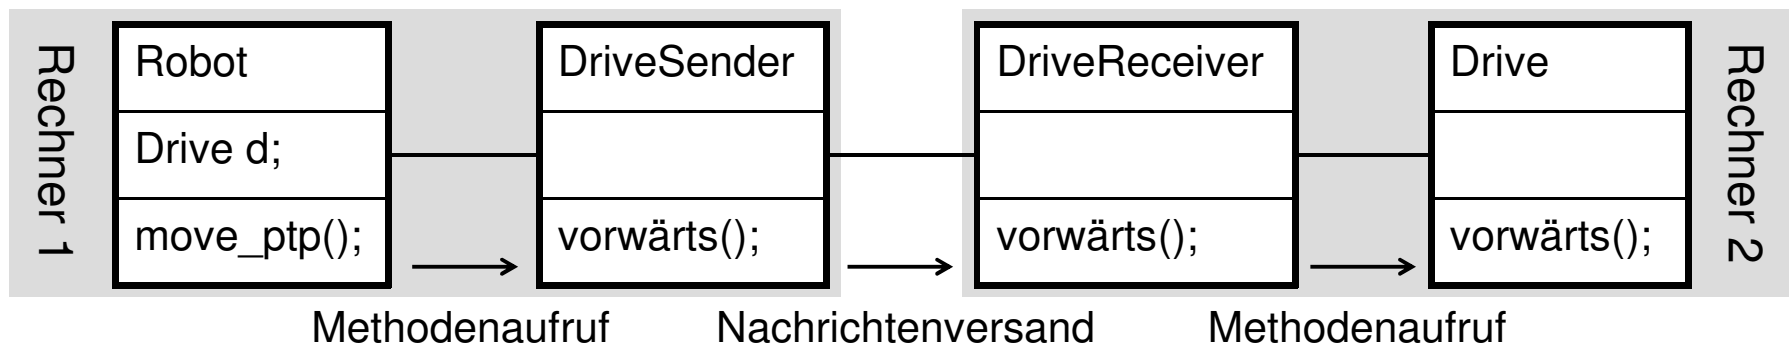 Rechner 1
Robot
Drive d;
move_ptp();
DriveSender
vorwärts();
DriveReceiver
vorwärts();
Drive
vorwärts();
Rechner 2
Methodenaufruf
Nachrichtenversand
Methodenaufruf